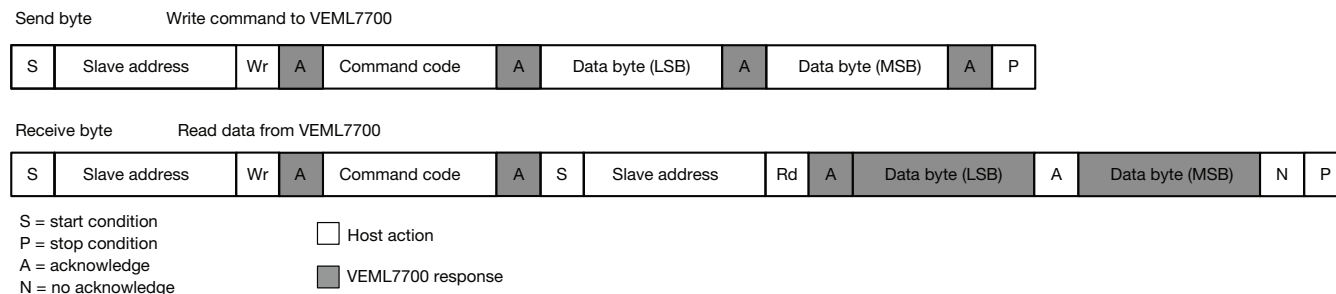 Send byte Write command to VEML7700
S Slave address Wr A Command code A Data byte (LSB) A Data byte (MSB) A P
Receive byte Read data from VEML7700
S Slave address Wr A Command code A S Slave address Rd A Data byte (LSB) A Data byte (MSB) N P
S = start condition
P = stop condition
A = acknowledge
N = no acknowledge
Host action
VEML7700 response